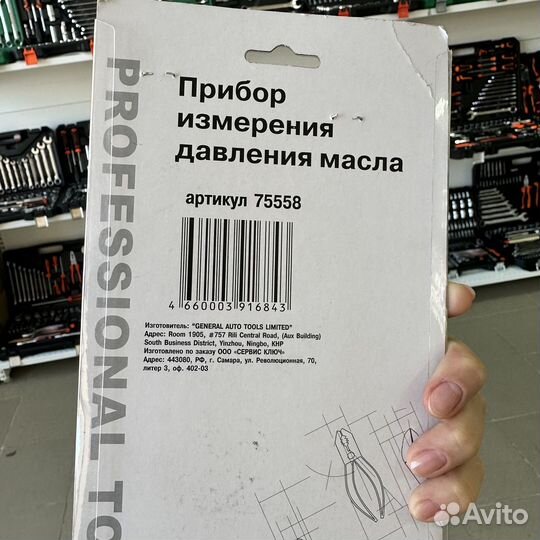 PROFESSIONAL TO
Прибор
измерения
давления масла
артикул 75558
4 660003 916843
Изготовитель: "GENERAL AUTO TOOLS LIMITED"
Адрес: Room 1905, #757 Rili Central Road, (Aux Building)
South Business District, Yinzhou, Ningbo, КНР
Изготовлено по заказу ООО «СЕРВИС КЛЮЧ»
Адрес: 443080, РФ, г. Самара, ул. Революционная, 70,
литер 3, оф. 402-03
Avito